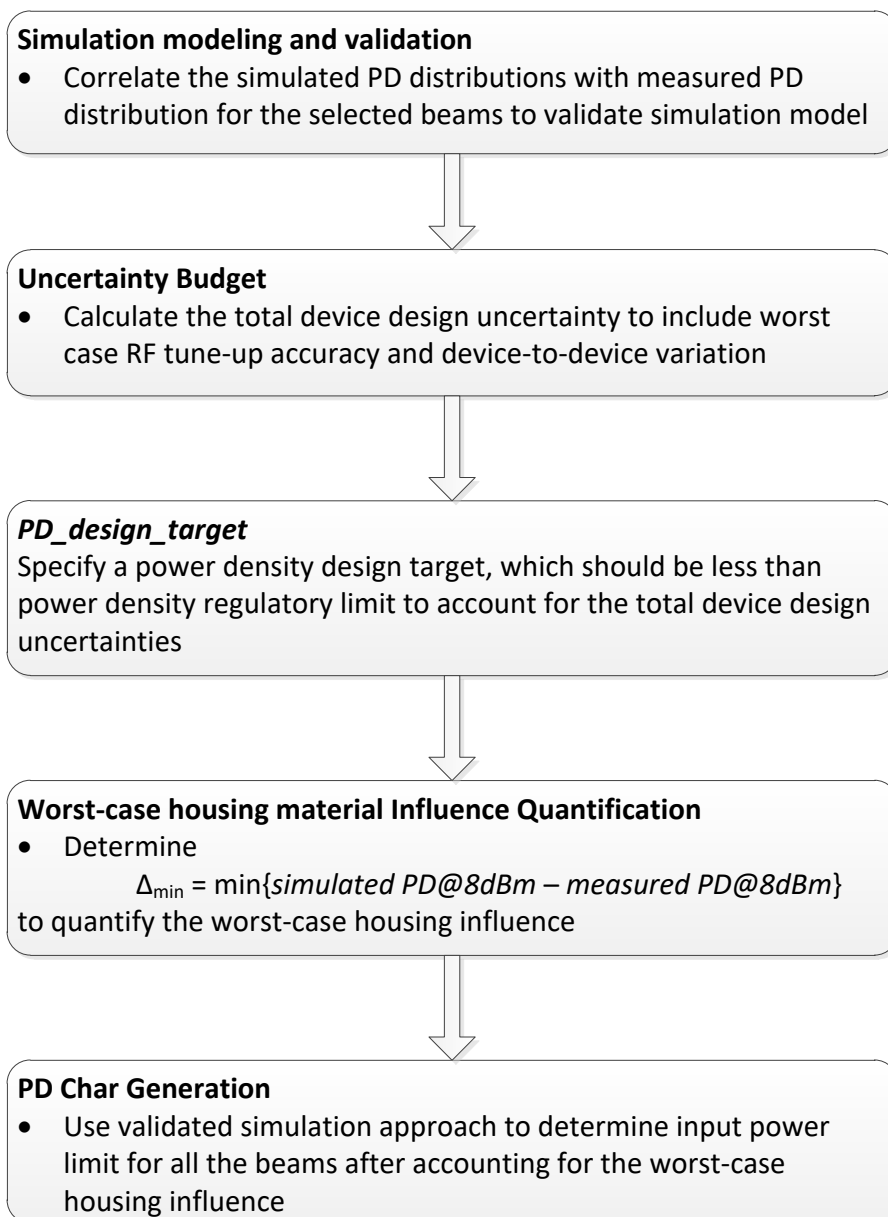 Simulation modeling and validation
• Correlate the simulated PD distributions with measured PD
distribution for the selected beams to validate simulation model
Uncertainty Budget
• Calculate the total device design uncertainty to include worst
case RF tune-up accuracy and device-to-device variation
PD_design_target
Specify a power density design target, which should be less than
power density regulatory limit to account for the total device design
uncertainties
Worst-case housing material Influence Quantification
• Determine
Δmin = min{simulated PD@8dBm – measured PD@8dBm}
to quantify the worst-case housing influence
PD Char Generation
• Use validated simulation approach to determine input power
limit for all the beams after accounting for the worst-case
housing influence